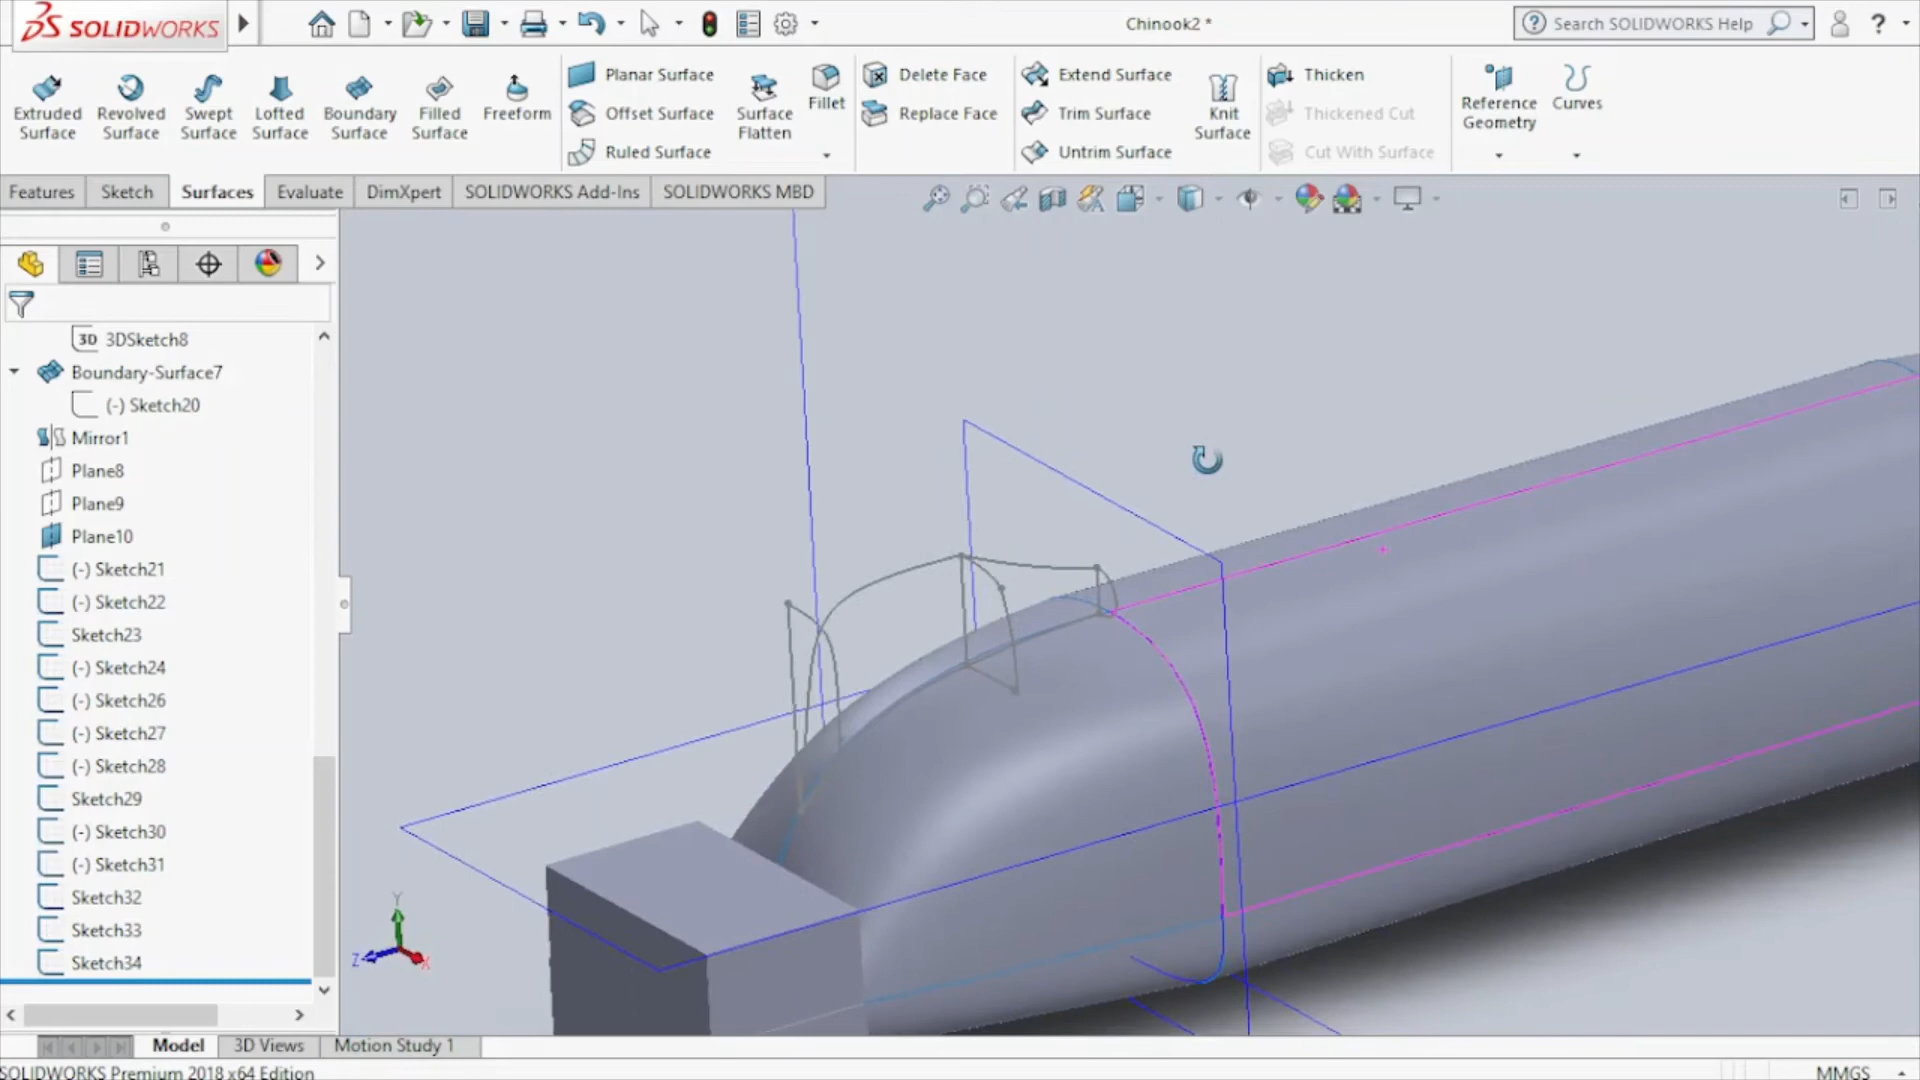 SOLIDWORKS
Chinook2 *
Search SOLIDWORKS Help
?
Extruded Surface
Revolved Surface
Swept Surface
Lofted Surface
Boundary Surface
Filled Surface
Freeform
Planar Surface
Offset Surface
Ruled Surface
Surface Flatten
Fillet
Delete Face
Replace Face
Extend Surface
Trim Surface
Untrim Surface
Knit Surface
Thicken
Thickened Cut
Cut With Surface
Reference Geometry
Curves
Features
Sketch
Surfaces
Evaluate
DimXpert
SOLIDWORKS Add-Ins
SOLIDWORKS MBD
3D 3DSketch8
Boundary-Surface7
(-) Sketch20
Mirror1
Plane8
Plane9
Plane10
(-) Sketch21
(-) Sketch22
Sketch23
(-) Sketch24
(-) Sketch26
(-) Sketch27
(-) Sketch28
Sketch29
(-) Sketch30
(-) Sketch31
Sketch32
Sketch33
Sketch34
Y
Z
X
Model
3D Views
Motion Study 1
SOLIDWORKS Premium 2018 x64 Edition
MMGS